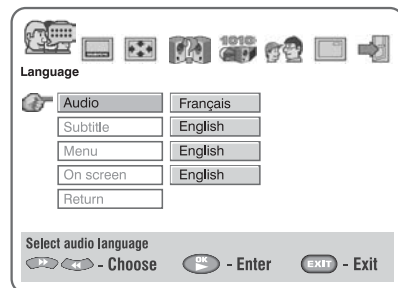 1010
Language
Audio Français
Subtitle English
Menu English
On screen English
Return
Select audio language
- Choose OK - Enter EXIT - Exit